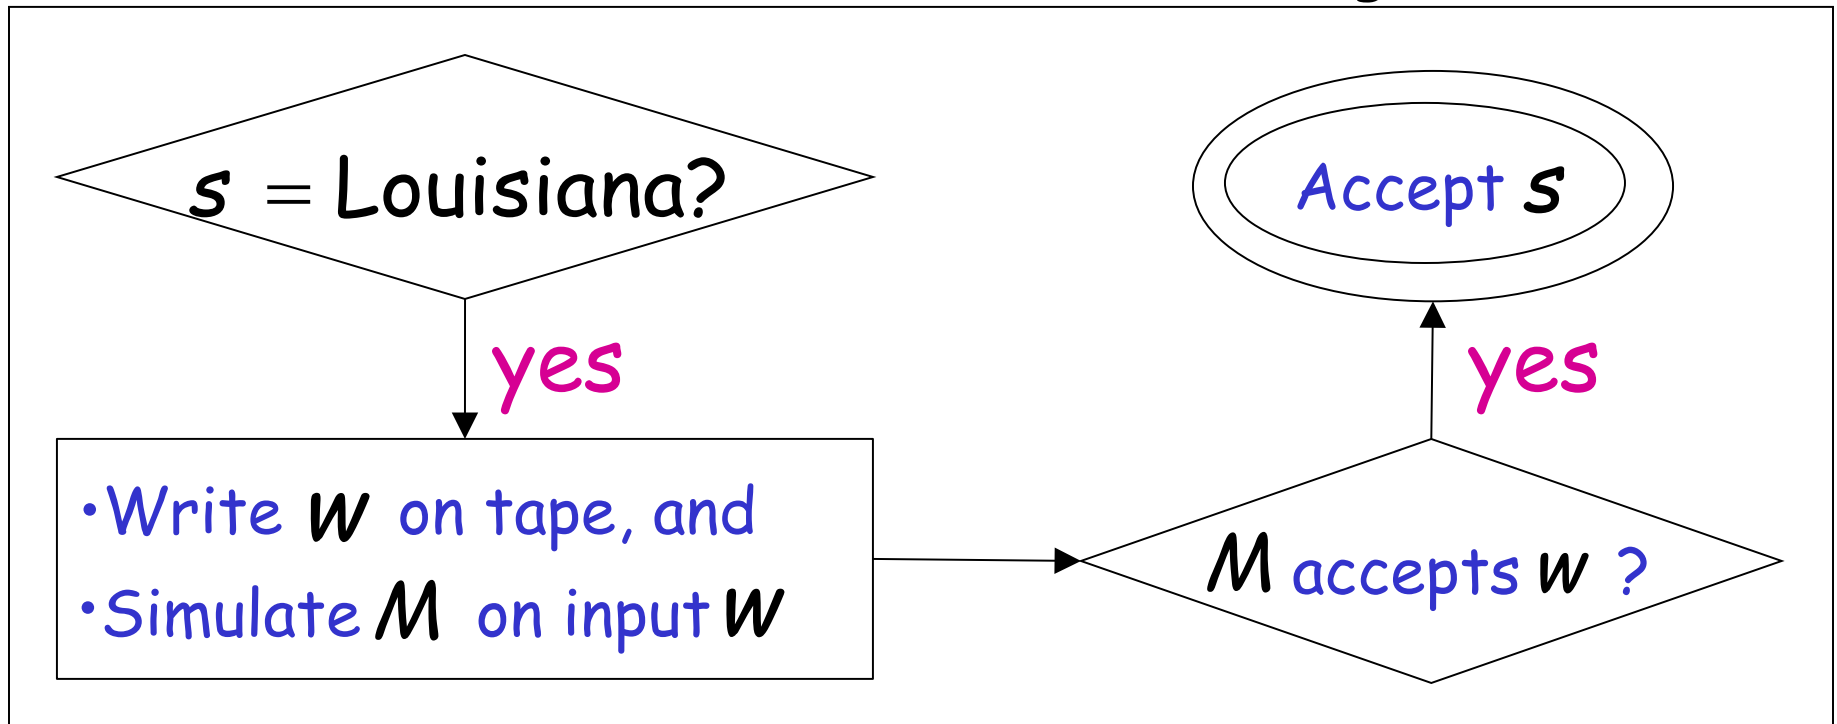 s = Louisiana?
yes
•Write w on tape, and
•Simulate M on input w
M accepts w ?
yes
Accept s